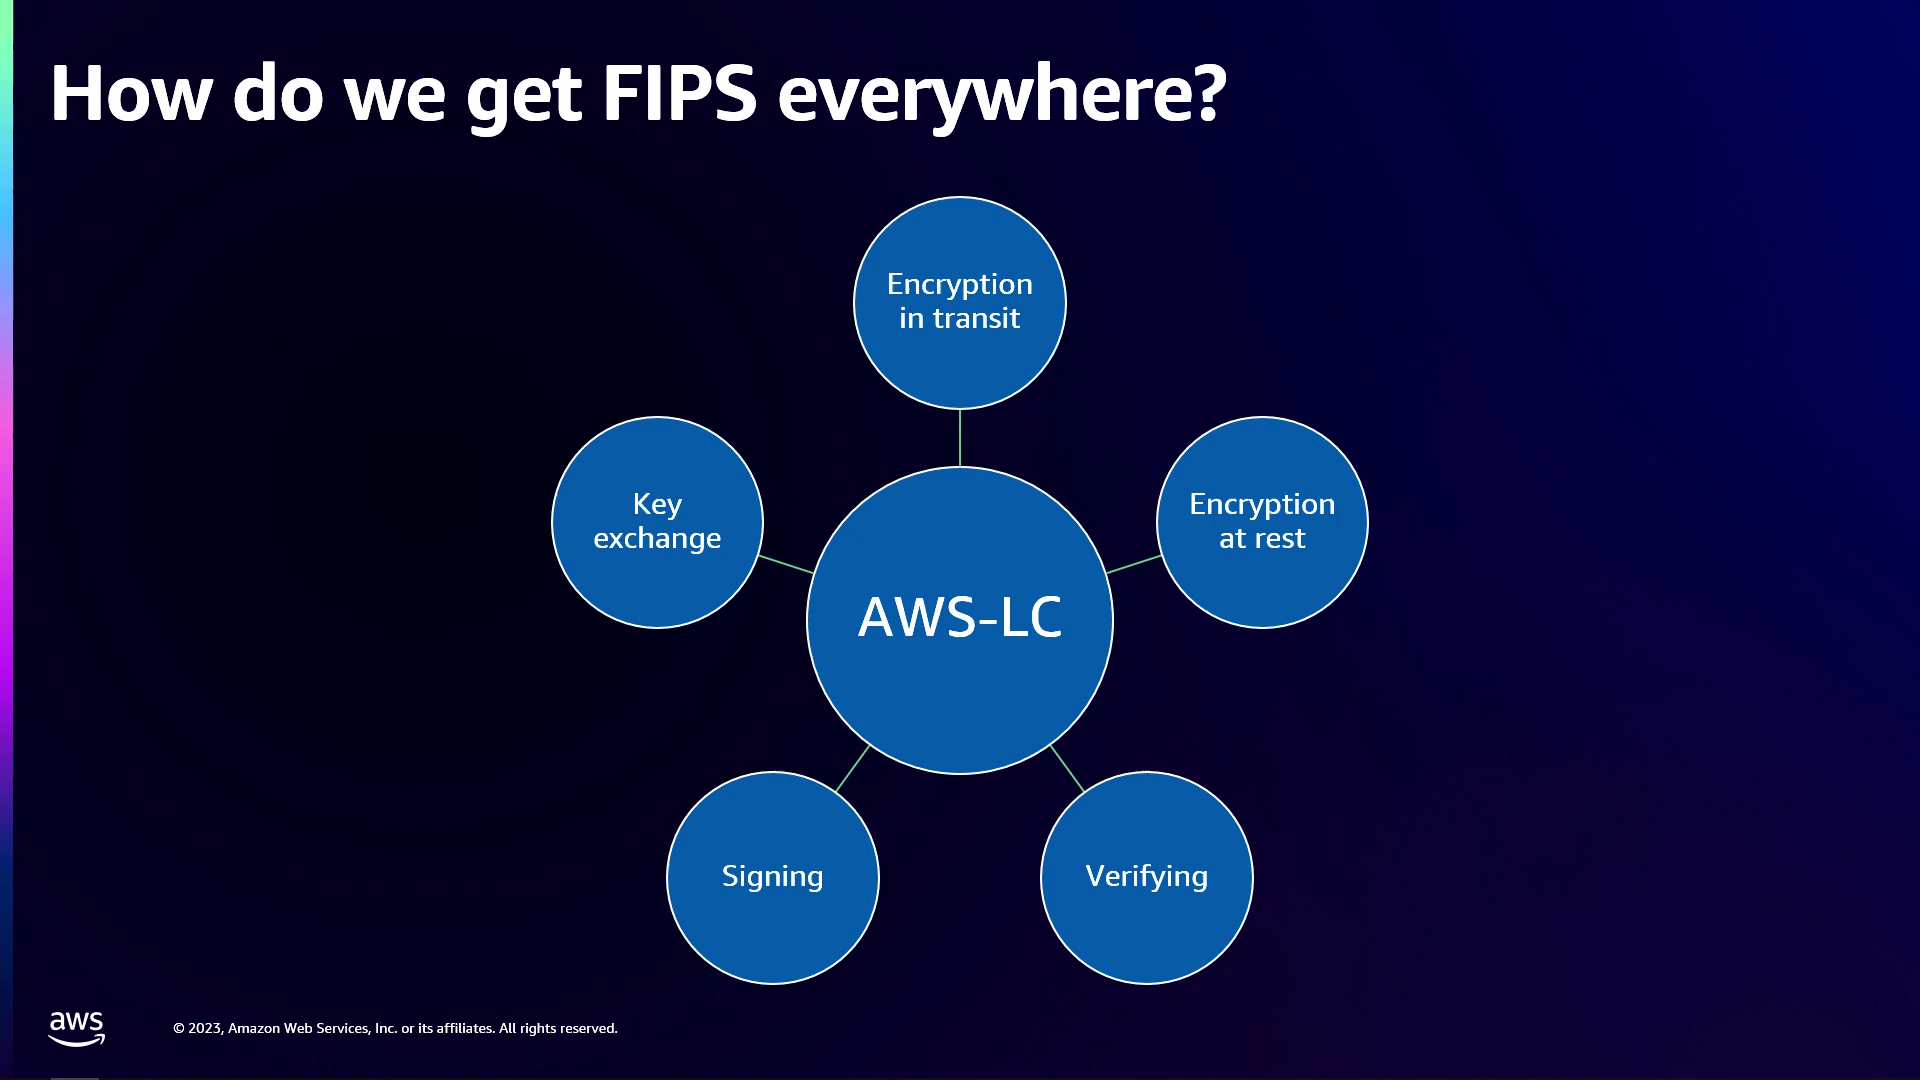 How do we get FIPS everywhere?
Encryption
in transit
Key
exchange
Encryption
at rest
AWS-LC
Signing
Verifying
aws
© 2023, Amazon Web Services, Inc. or its affiliates. All rights reserved.